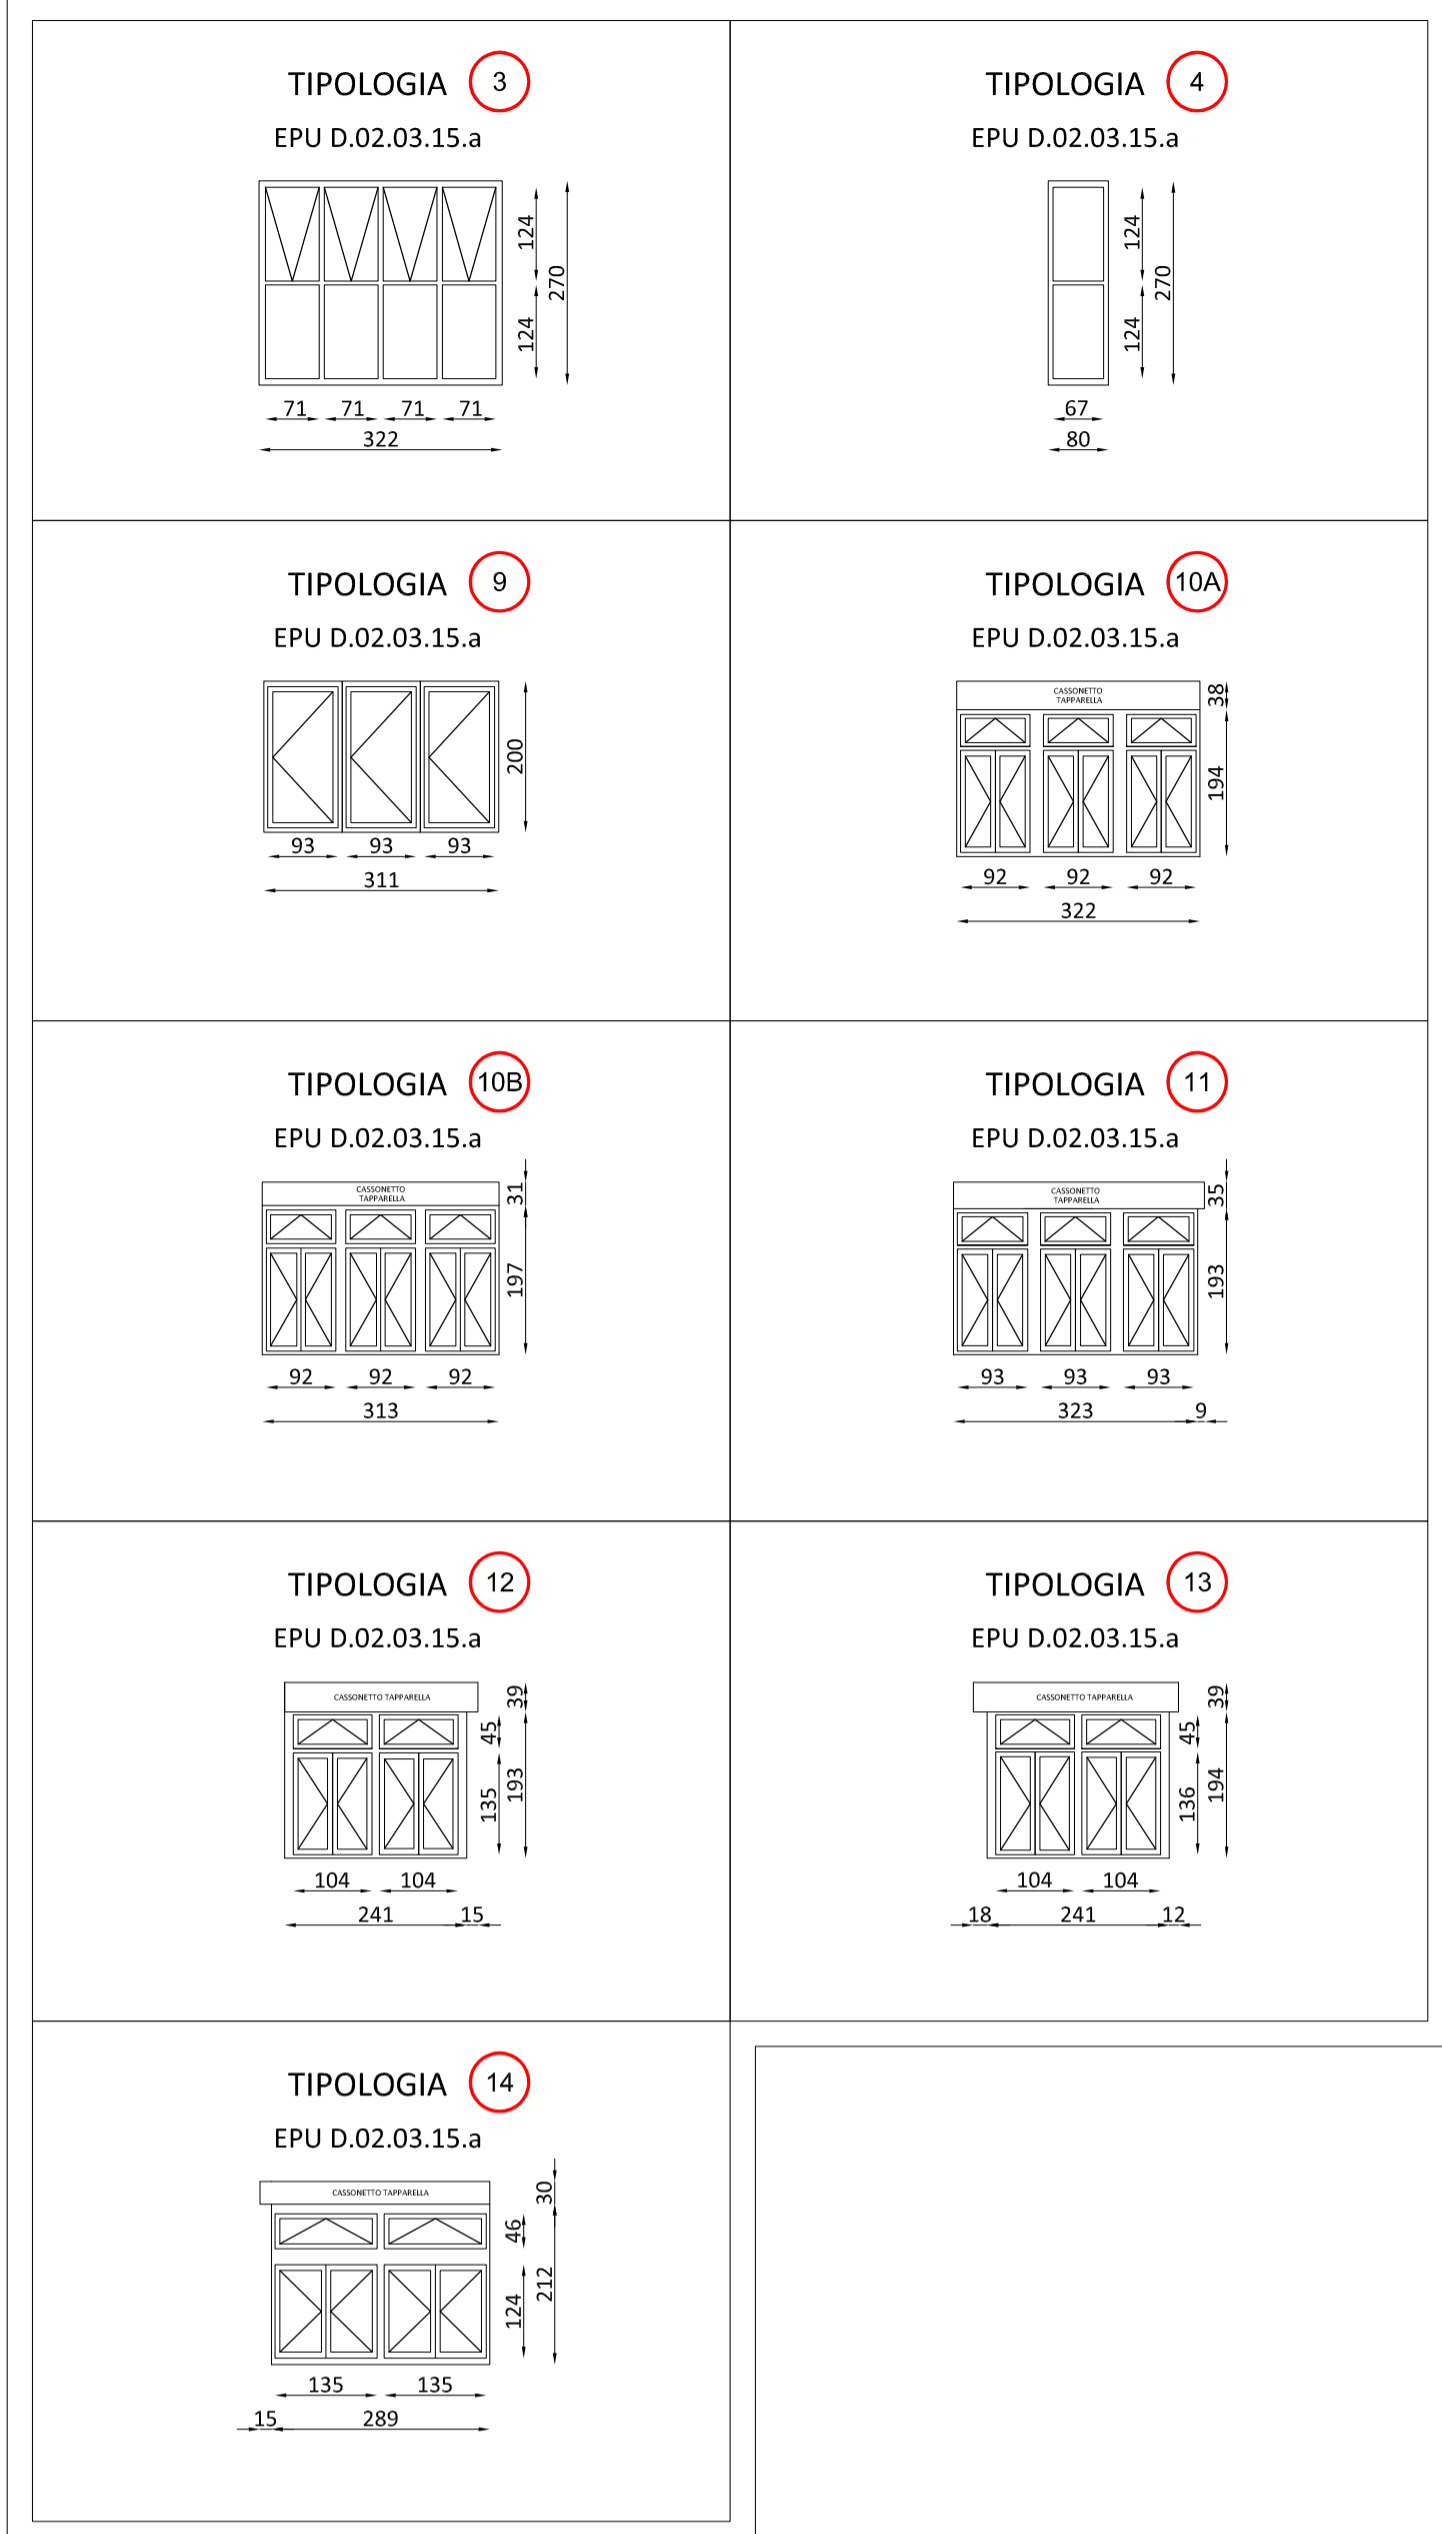 TIPOLOGIA 3
EPU D.02.03.15.a
124
270
124
71 71 71 71
322
TIPOLOGIA 4
EPU D.02.03.15.a
124
270
124
67
80
TIPOLOGIA 9
EPU D.02.03.15.a
200
93 93 93
311
TIPOLOGIA 10A
EPU D.02.03.15.a
CASSONETTO
TAPPARELLA
38
194
92 92 92
322
TIPOLOGIA 10B
EPU D.02.03.15.a
CASSONETTO
TAPPARELLA
31
197
92 92 92
313
TIPOLOGIA 11
EPU D.02.03.15.a
CASSONETTO
TAPPARELLA
35
193
93 93 93
323 9
TIPOLOGIA 12
EPU D.02.03.15.a
CASSONETTO TAPPARELLA
39
45
193
135
104 104
241 15
TIPOLOGIA 13
EPU D.02.03.15.a
CASSONETTO TAPPARELLA
39
45
194
136
104 104
18 241 12
TIPOLOGIA 14
EPU D.02.03.15.a
CASSONETTO TAPPARELLA
30
46
212
124
135 135
15 289